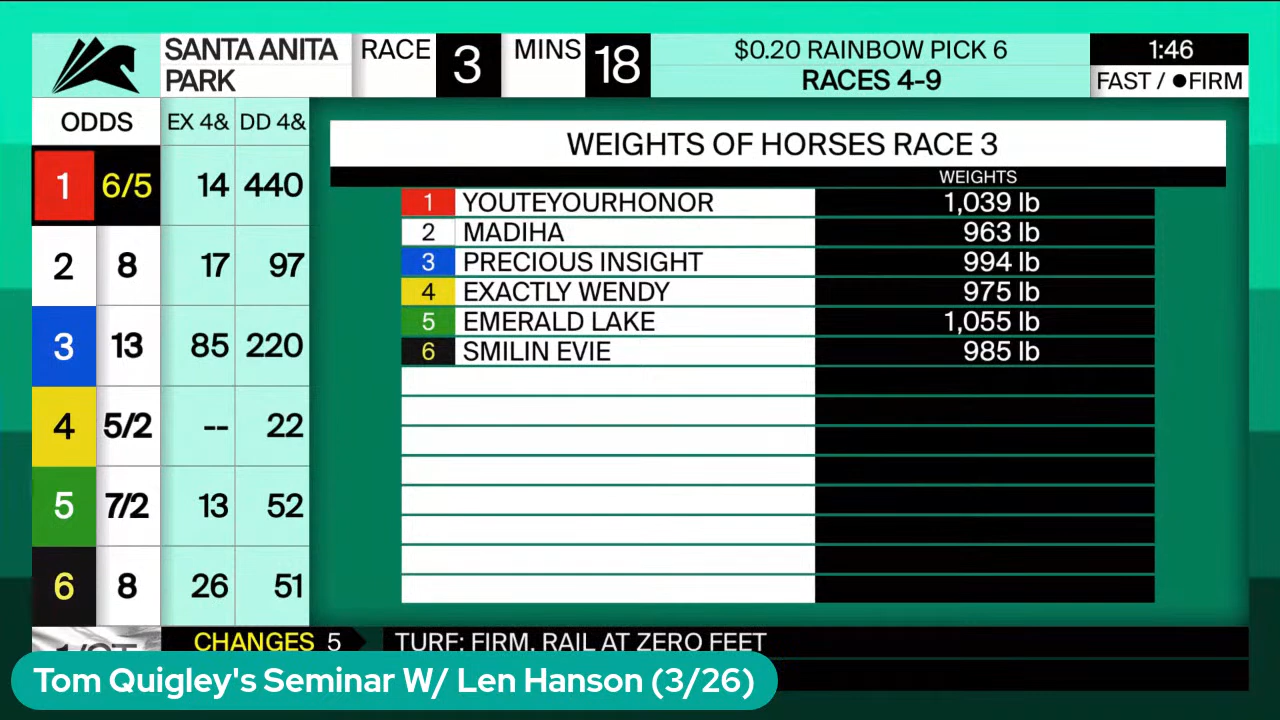 SANTA ANITA PARK
RACE 3
MINS 18
$0.20 RAINBOW PICK 6
RACES 4-9
1:46
FAST / ●FIRM
ODDS EX 4& DD 4&
1 6/5 14 440
2 8 17 97
3 13 85 220
4 5/2 -- 22
5 7/2 13 52
6 8 26 51
WEIGHTS OF HORSES RACE 3
WEIGHTS
1 YOUTEYOURHONOR 1,039 lb
2 MADIHA 963 lb
3 PRECIOUS INSIGHT 994 lb
4 EXACTLY WENDY 975 lb
5 EMERALD LAKE 1,055 lb
6 SMILIN EVIE 985 lb
CHANGES 5 TURF: FIRM, RAIL AT ZERO FEET
Tom Quigley's Seminar W/ Len Hanson (3/26)